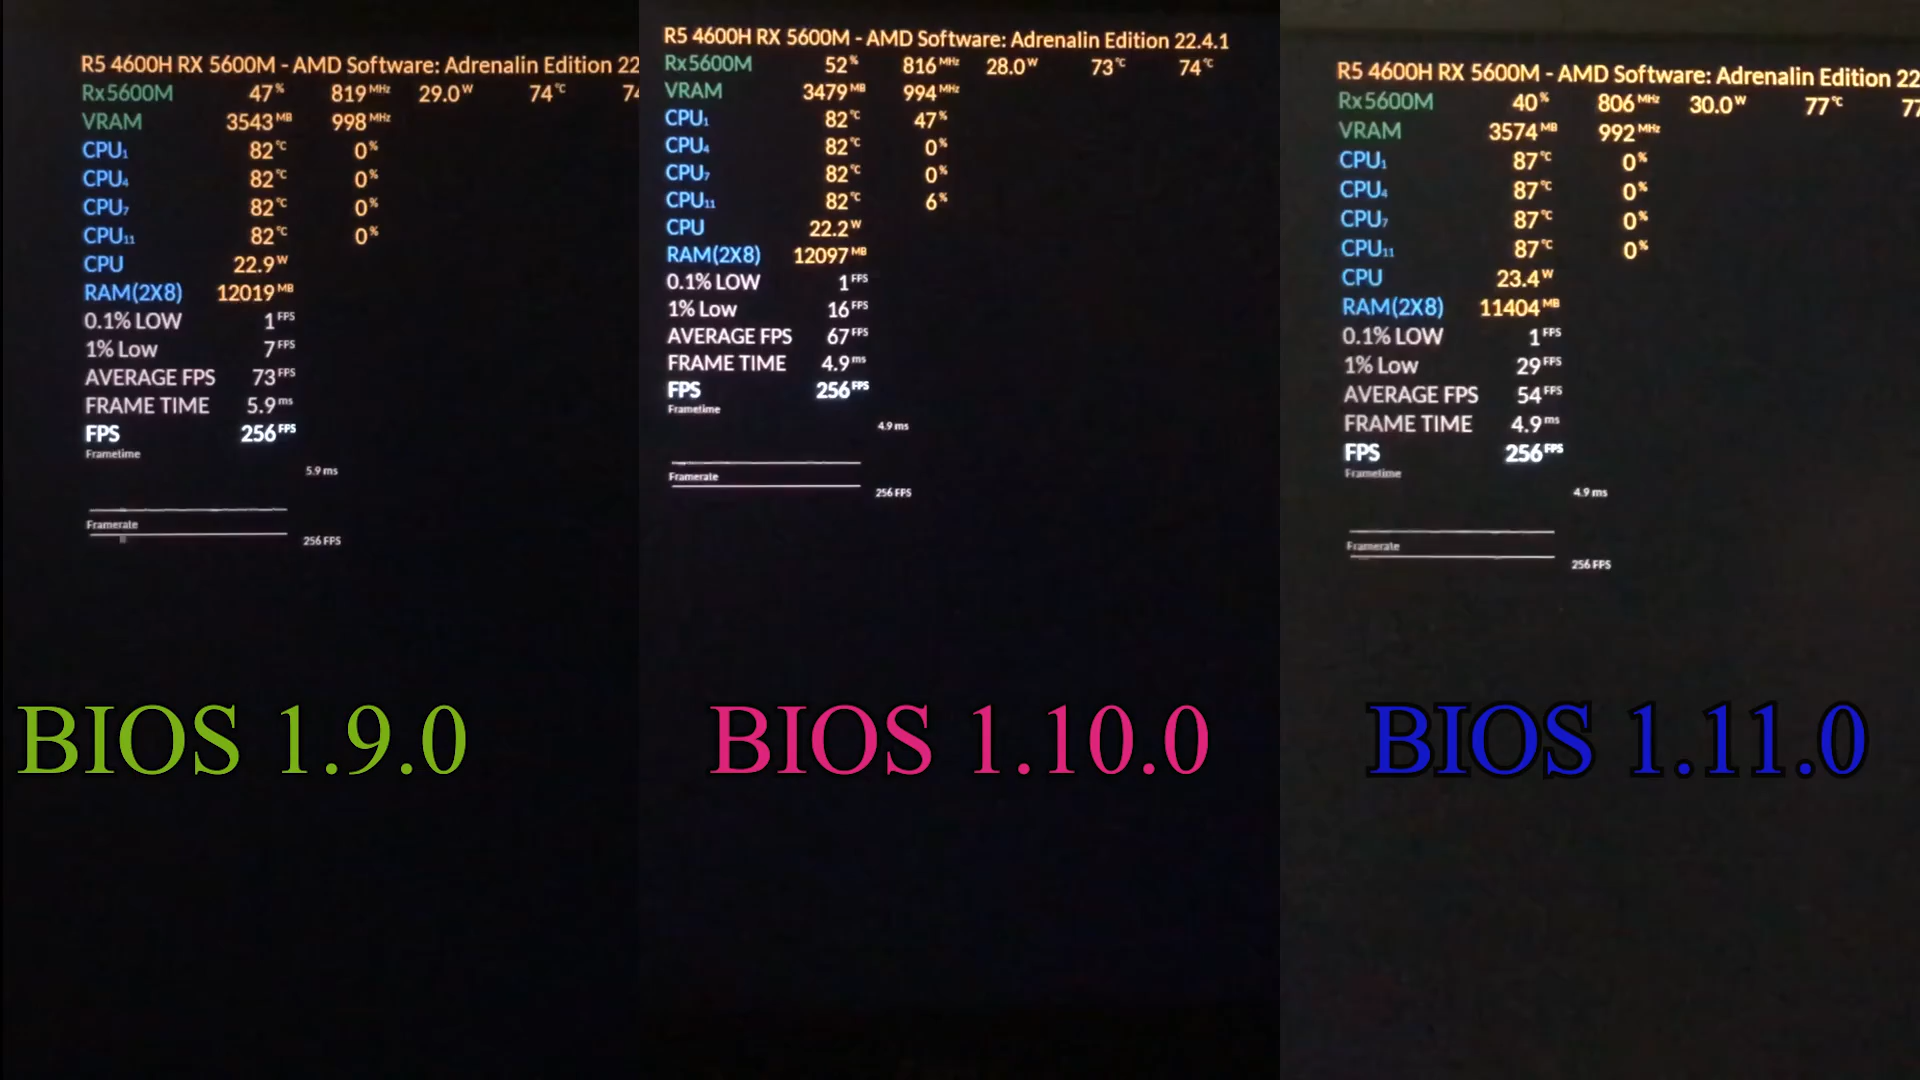 R5 4600H RX 5600M - AMD Software: Adrenalin Edition 22
Rx5600M 47% 819MHz 29.0W 74°C 74
VRAM 3543MB 998MHz
CPU1 82°C 0%
CPU4 82°C 0%
CPU7 82°C 0%
CPU11 82°C 0%
CPU 22.9W
RAM(2X8) 12019MB
0.1% LOW 1FPS
1% Low 7FPS
AVERAGE FPS 73FPS
FRAME TIME 5.9ms
FPS 256FPS
Frametime
5.9 ms
Framerate
256 FPS
BIOS 1.9.0
R5 4600H RX 5600M - AMD Software: Adrenalin Edition 22.4.1
Rx5600M 52% 816MHz 28.0W 73°C 74°C
VRAM 3479MB 994MHz
CPU1 82°C 47%
CPU4 82°C 0%
CPU7 82°C 0%
CPU11 82°C 6%
CPU 22.2W
RAM(2X8) 12097MB
0.1% LOW 1FPS
1% Low 16FPS
AVERAGE FPS 67FPS
FRAME TIME 4.9ms
FPS 256FPS
Frametime
4.9 ms
Framerate
256 FPS
BIOS 1.10.0
R5 4600H RX 5600M - AMD Software: Adrenalin Edition 22
Rx5600M 40% 806MHz 30.0W 77°C 77
VRAM 3574MB 992MHz
CPU1 87°C 0%
CPU4 87°C 0%
CPU7 87°C 0%
CPU11 87°C 0%
CPU 23.4W
RAM(2X8) 11404MB
0.1% LOW 1FPS
1% Low 29FPS
AVERAGE FPS 54FPS
FRAME TIME 4.9ms
FPS 256FPS
Frametime
4.9 ms
Framerate
256 FPS
BIOS 1.11.0